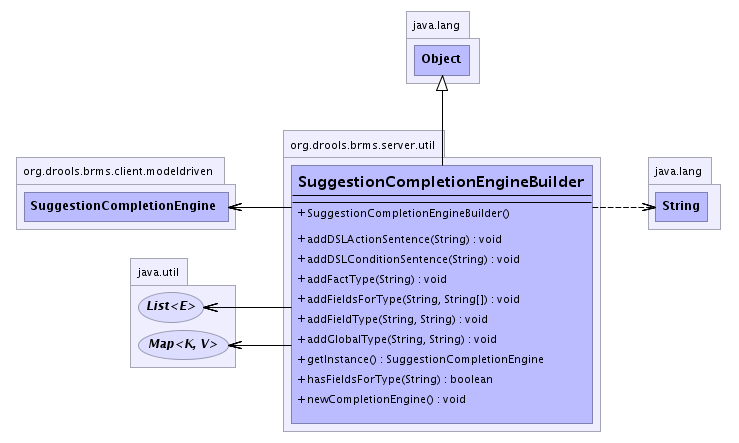 java.lang
Object
org.drools.brms.server.util
SuggestionCompletionEngineBuilder
+ SuggestionCompletionEngineBuilder()
+ addDSLActionSentence(String) : void
+ addDSLConditionSentence(String) : void
+ addFactType(String) : void
+ addFieldsForType(String, String[]) : void
+ addFieldType(String, String) : void
+ addGlobalType(String, String) : void
+ getInstance() : SuggestionCompletionEngine
+ hasFieldsForType(String) : boolean
+ newCompletionEngine() : void
org.drools.brms.client.modeldriven
SuggestionCompletionEngine
java.lang
String
java.util
List<E>
Map<K, V>